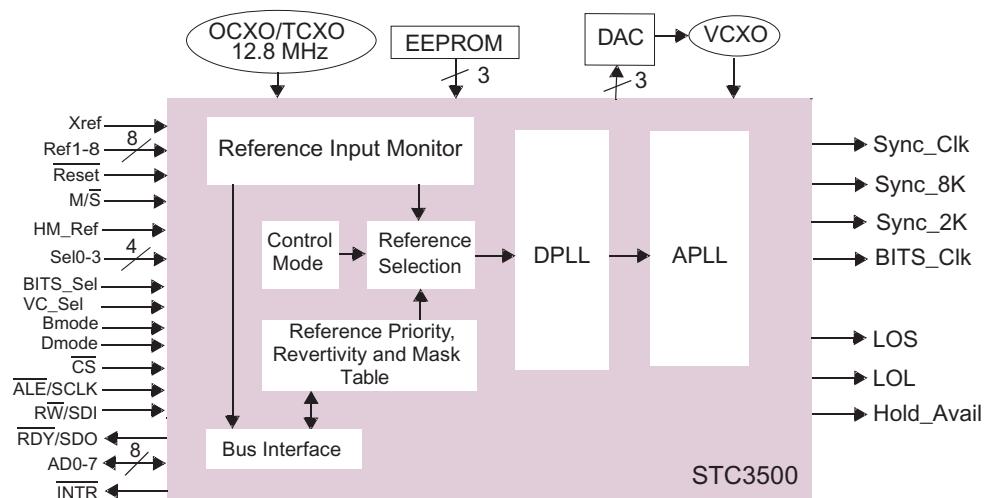 OCXO/TCXO
12.8 MHz
EEPROM
3
DAC
3
VCXO
Xref
Ref1-8
8
Reset
M/S
HM_Ref
Sel0-3
4
BITS_Sel
VC_Sel
Bmode
Dmode
CS
ALE/SCLK
RW/SDI
RDY/SDO
AD0-7
8
INTR
Reference Input Monitor
Control
Mode
Reference
Selection
Reference Priority,
Revertivity and Mask
Table
Bus Interface
DPLL
APLL
STC3500
Sync_Clk
Sync_8K
Sync_2K
BITS_Clk
LOS
LOL
Hold_Avail